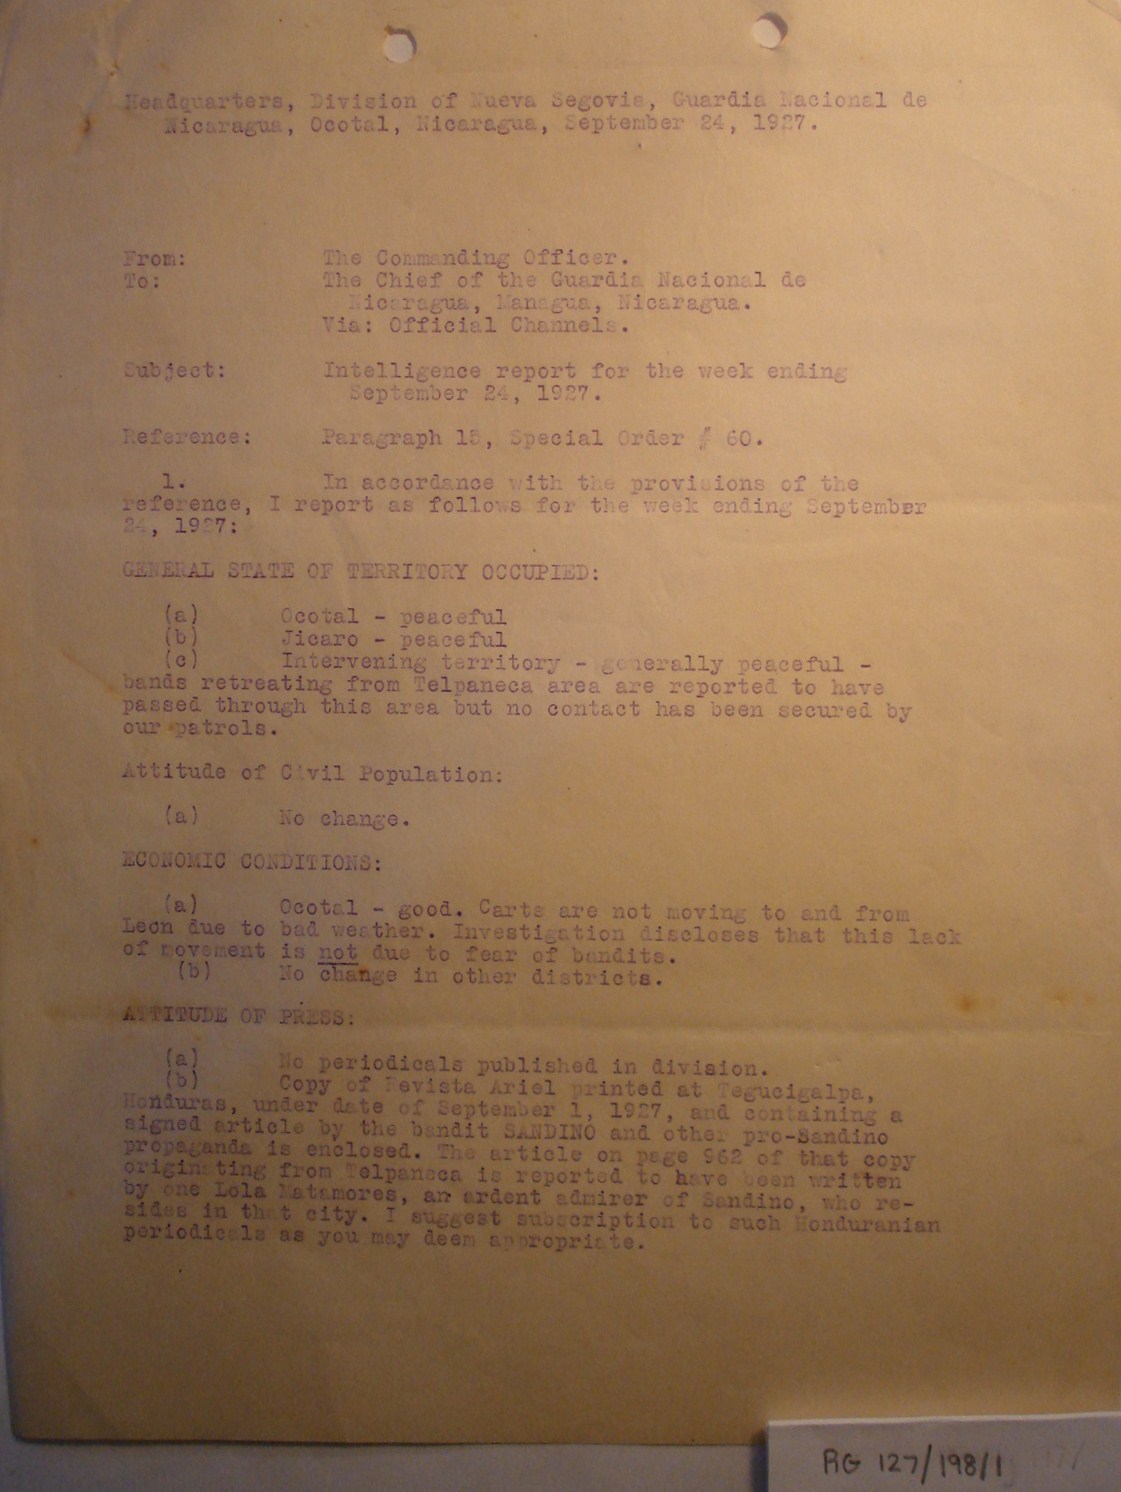 Headquarters, Division of Nueva Segovia, Guardia Nacional de
Nicaragua, Ocotal, Nicaragua, September 24, 1927.
From: The Commanding Officer.
To: The Chief of the Guardia Nacional de
Nicaragua, Managua, Nicaragua.
Via: Official Channels.
Subject: Intelligence report for the week ending
September 24, 1927.
Reference: Paragraph 15, Special Order # 60.
1. In accordance with the provisions of the
reference, I report as follows for the week ending September
24, 1927:
GENERAL STATE OF TERRITORY OCCUPIED:
(a) Ocotal - peaceful
(b) Jicaro - peaceful
(c) Intervening territory - generally peaceful -
bands retreating from Telpaneca area are reported to have
passed through this area but no contact has been secured by
our patrols.
Attitude of Civil Population:
(a) No change.
ECONOMIC CONDITIONS:
(a) Ocotal - good. Carts are not moving to and from
Leon due to bad weather. Investigation discloses that this lack
of movement is not due to fear of bandits.
(b) No change in other districts.
ATTITUDE OF PRESS:
(a) No periodicals published in division.
(b) Copy of Revista Ariel printed at Tegucigalpa,
Honduras, under date of September 1, 1927, and containing a
signed article by the bandit SANDINO and other pro-Sandino
propaganda is enclosed. The article on page 962 of that copy
originating from Telpaneca is reported to have been written
by one Lola Matamores, an ardent admirer of Sandino, who re-
sides in that city. I suggest subscription to such Honduranian
periodicals as you may deem appropriate.
RG 127/198/1